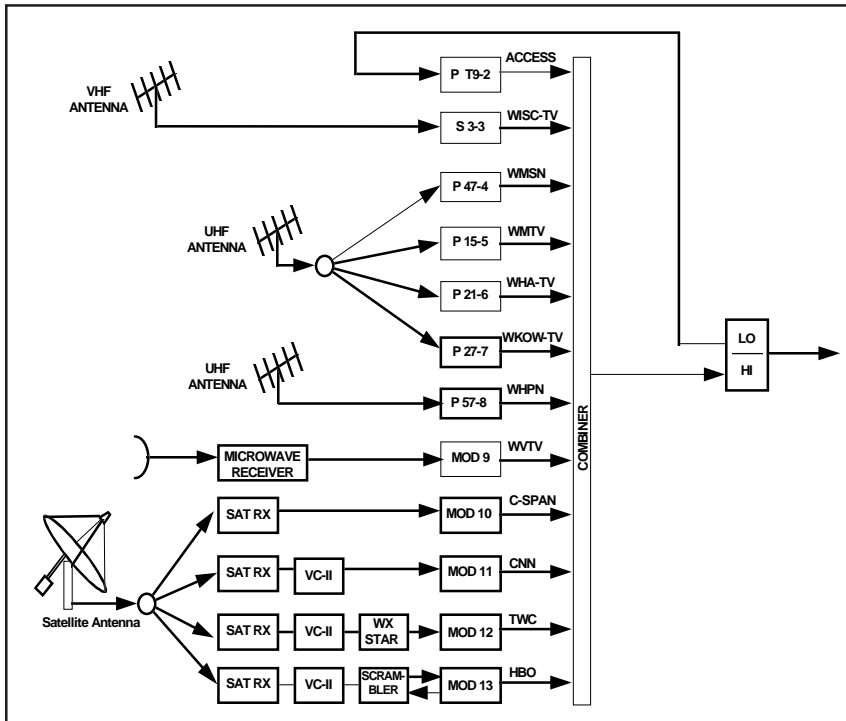 ACCESS
P T9-2
VHF
ANTENNA
S 3-3
WISC-TV
P 47-4
WMSN
UHF
ANTENNA
P 15-5
WMTV
P 21-6
WHA-TV
P 27-7
WKOW-TV
LO
HI
UHF
ANTENNA
P 57-8
WHPN
COMBINER
MICROWAVE
RECEIVER
MOD 9
WVTV
SAT RX
MOD 10
C-SPAN
SAT RX
VC-II
MOD 11
CNN
Satellite Antenna
SAT RX
VC-II
WX
STAR
MOD 12
TWC
SAT RX
VC-II
SCRAM-
BLER
MOD 13
HBO